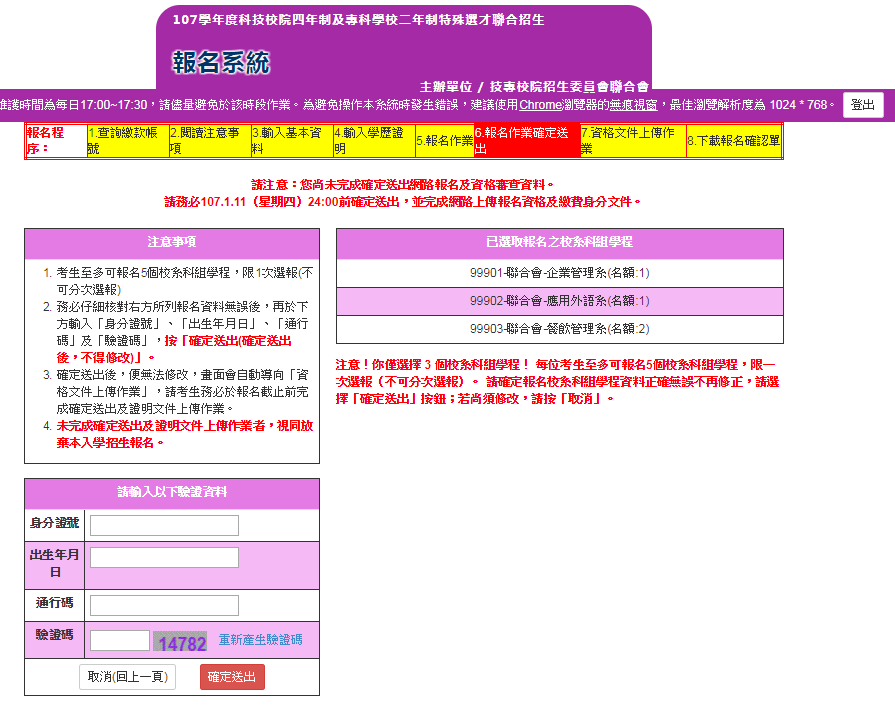 107學年度科技校院四年制及專科學校二年制特殊選才聯合招生
報名系統
主辦單位 / 技專校院招生委員會聯合會
維護時間為每日17:00~17:30，請儘量避免於該時段作業。為避免操作本系統時發生錯誤，建議使用Chrome瀏覽器的無痕視窗，最佳瀏覽解析度為 1024 * 768。 登出
報名程序：
1.查詢繳款帳號
2.閱讀注意事項
3.輸入基本資料
4.輸入學歷證明
5.報名作業
6.報名作業確定送出
7.資格文件上傳作業
8.下載報名確認單
請注意：您尚未完成確定送出網路報名及資格審查資料。
請務必107.1.11（星期四）24:00前確定送出，並完成網路上傳報名資格及繳費身分文件。
注意事項
1. 考生至多可報名5個校系科組學程，限1次選報(不
可分次選報)
2. 務必仔細核對右方所列報名資料無誤後，再於下
方輸入「身分證號」、「出生年月日」、「通行
碼」及「驗證碼」，按「確定送出(確定送出
後，不得修改)」。
3. 確定送出後，便無法修改，畫面會自動導向「資
格文件上傳作業」，請考生務必於報名截止前完
成確定送出及證明文件上傳作業。
4. 未完成確定送出及證明文件上傳作業者，視同放
棄本入學招生報名。
已選取報名之校系科組學程
99901-聯合會-企業管理系(名額:1)
99902-聯合會-應用外語系(名額:1)
99903-聯合會-餐飲管理系(名額:2)
注意！你僅選擇 3 個校系科組學程！ 每位考生至多可報名5個校系科組學程，限一
次選報（不可分次選報）。 請確定報名校系科組學程資料正確無誤不再修正，請選
擇「確定送出」按鈕；若尚須修改，請按「取消」。
請輸入以下驗證資料
身分證號
出生年月
日
通行碼
驗證碼 14782 重新產生驗證碼
取消(回上一頁) 確定送出